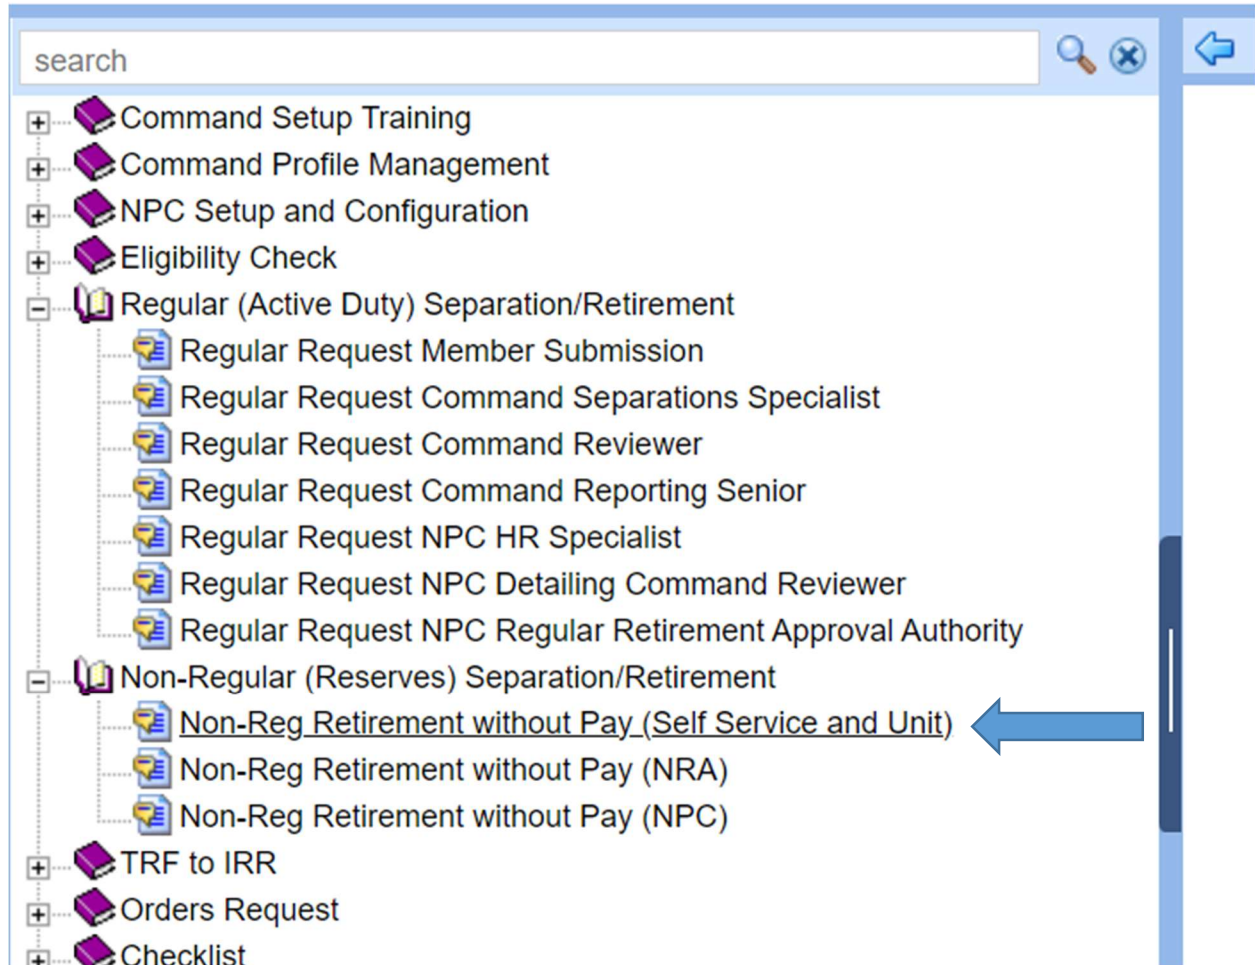 search
Command Setup Training
Command Profile Management
NPC Setup and Configuration
Eligibility Check
Regular (Active Duty) Separation/Retirement
Regular Request Member Submission
Regular Request Command Separations Specialist
Regular Request Command Reviewer
Regular Request Command Reporting Senior
Regular Request NPC HR Specialist
Regular Request NPC Detailing Command Reviewer
Regular Request NPC Regular Retirement Approval Authority
Non-Regular (Reserves) Separation/Retirement
Non-Reg Retirement without Pay (Self Service and Unit)
Non-Reg Retirement without Pay (NRA)
Non-Reg Retirement without Pay (NPC)
TRF to IRR
Orders Request
Checklist